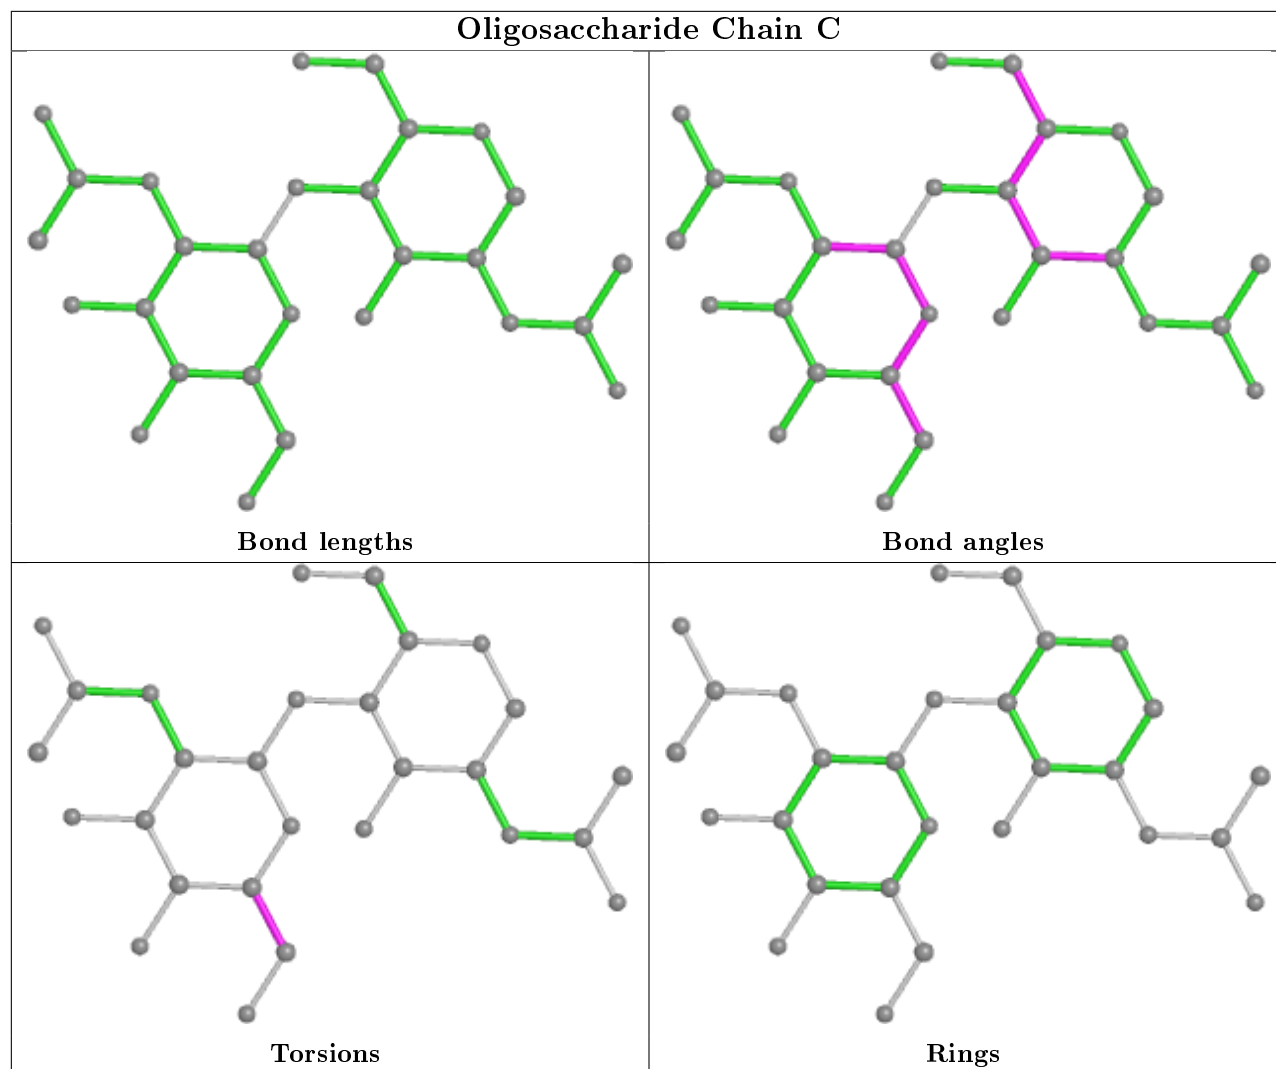 Oligosaccharide Chain C
Bond lengths
Bond angles
Torsions
Rings